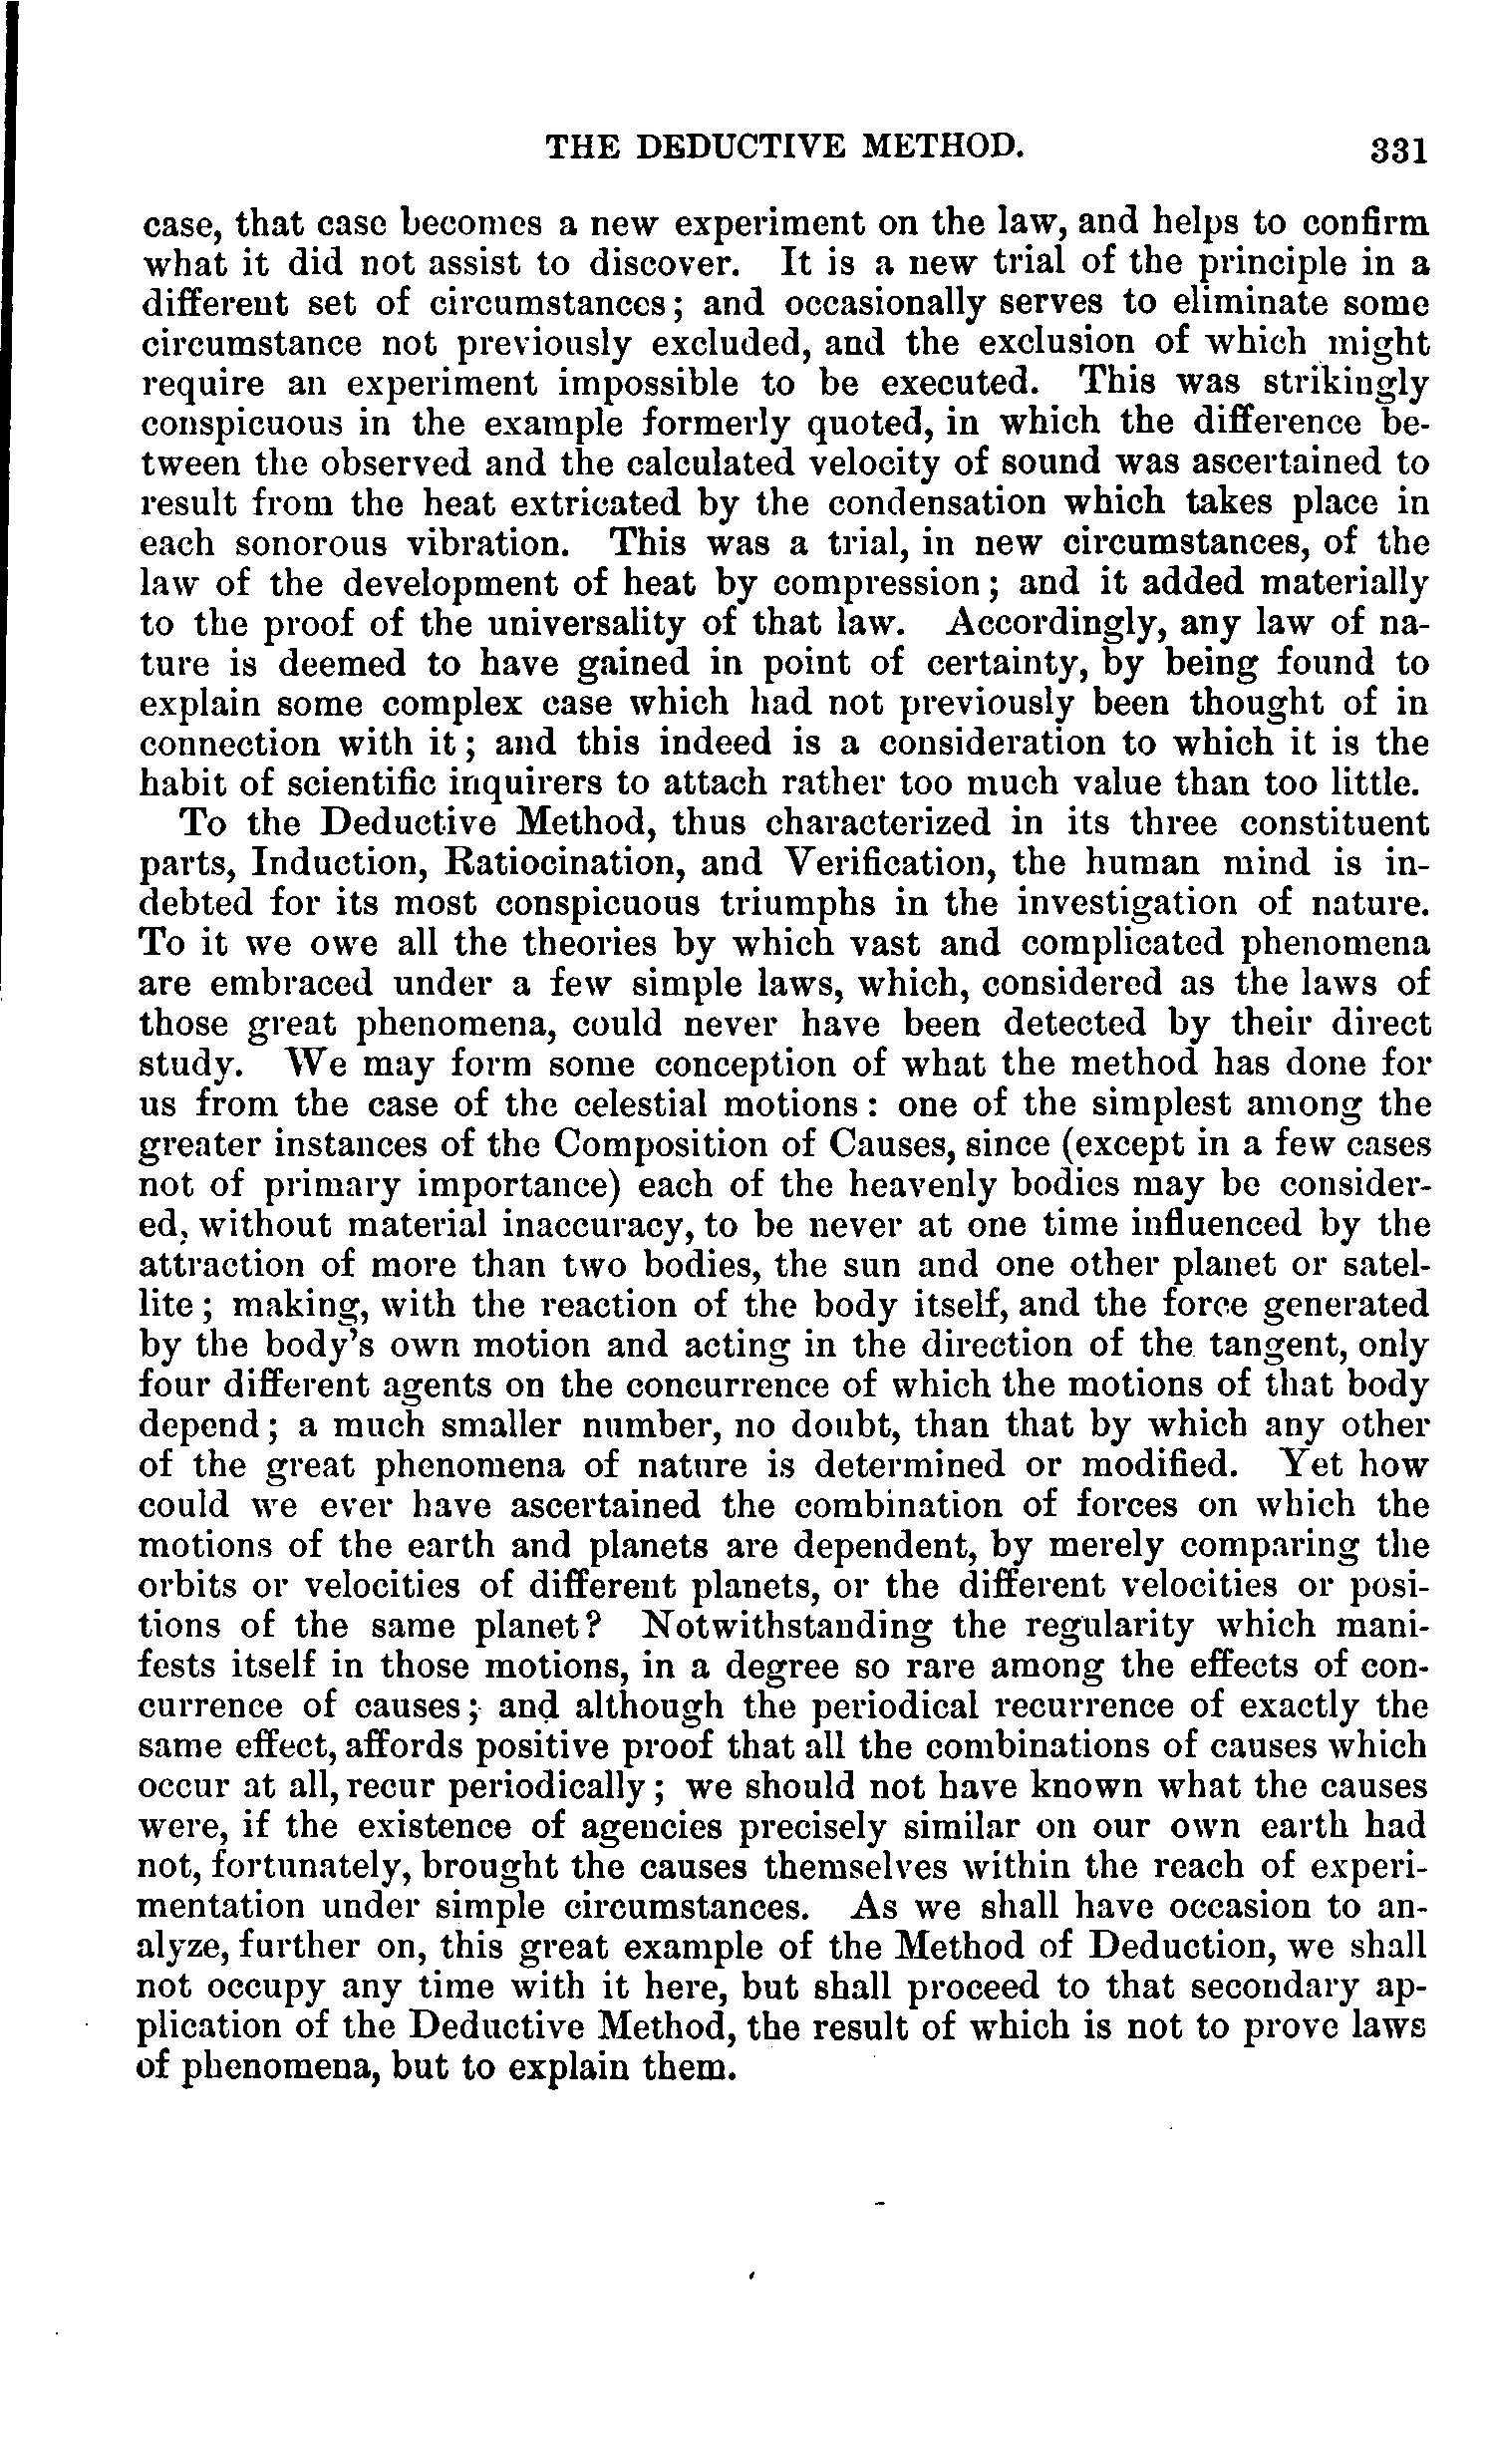 THE DEDUCTIVE METHOD. 331
case, that case becomes a new experiment on the law, and helps to confirm
what it did not assist to discover. It is a new trial of the principle in a
different set of circumstances; and occasionally serves to eliminate some
circumstance not previously excluded, and the exclusion of which might
require an experiment impossible to be executed. This was strikingly
conspicuous in the example formerly quoted, in which the difference be-
tween the observed and the calculated velocity of sound was ascertained to
result from the heat extricated by the condensation which takes place in
each sonorous vibration. This was a trial, in new circumstances, of the
law of the development of heat by compression; and it added materially
to the proof of the universality of that law. Accordingly, any law of na-
ture is deemed to have gained in point of certainty, by being found to
explain some complex case which had not previously been thought of in
connection with it; and this indeed is a consideration to which it is the
habit of scientific inquirers to attach rather too much value than too little.
To the Deductive Method, thus characterized in its three constituent
parts, Induction, Ratiocination, and Verification, the human mind is in-
debted for its most conspicuous triumphs in the investigation of nature.
To it we owe all the theories by which vast and complicated phenomena
are embraced under a few simple laws, which, considered as the laws of
those great phenomena, could never have been detected by their direct
study. We may form some conception of what the method has done for
us from the case of the celestial motions: one of the simplest among the
greater instances of the Composition of Causes, since (except in a few cases
not of primary importance) each of the heavenly bodies may be consider-
ed, without material inaccuracy, to be never at one time influenced by the
attraction of more than two bodies, the sun and one other planet or satel-
lite; making, with the reaction of the body itself, and the force generated
by the body's own motion and acting in the direction of the tangent, only
four different agents on the concurrence of which the motions of that body
depend; a much smaller number, no doubt, than that by which any other
of the great phenomena of nature is determined or modified. Yet how
could we ever have ascertained the combination of forces on which the
motions of the earth and planets are dependent, by merely comparing the
orbits or velocities of different planets, or the different velocities or posi-
tions of the same planet? Notwithstanding the regularity which mani-
fests itself in those motions, in a degree so rare among the effects of con-
currence of causes; and although the periodical recurrence of exactly the
same effect, affords positive proof that all the combinations of causes which
occur at all, recur periodically; we should not have known what the causes
were, if the existence of agencies precisely similar on our own earth had
not, fortunately, brought the causes themselves within the reach of experi-
mentation under simple circumstances. As we shall have occasion to an-
alyze, further on, this great example of the Method of Deduction, we shall
not occupy any time with it here, but shall proceed to that secondary ap-
plication of the Deductive Method, the result of which is not to prove laws
of phenomena, but to explain them.